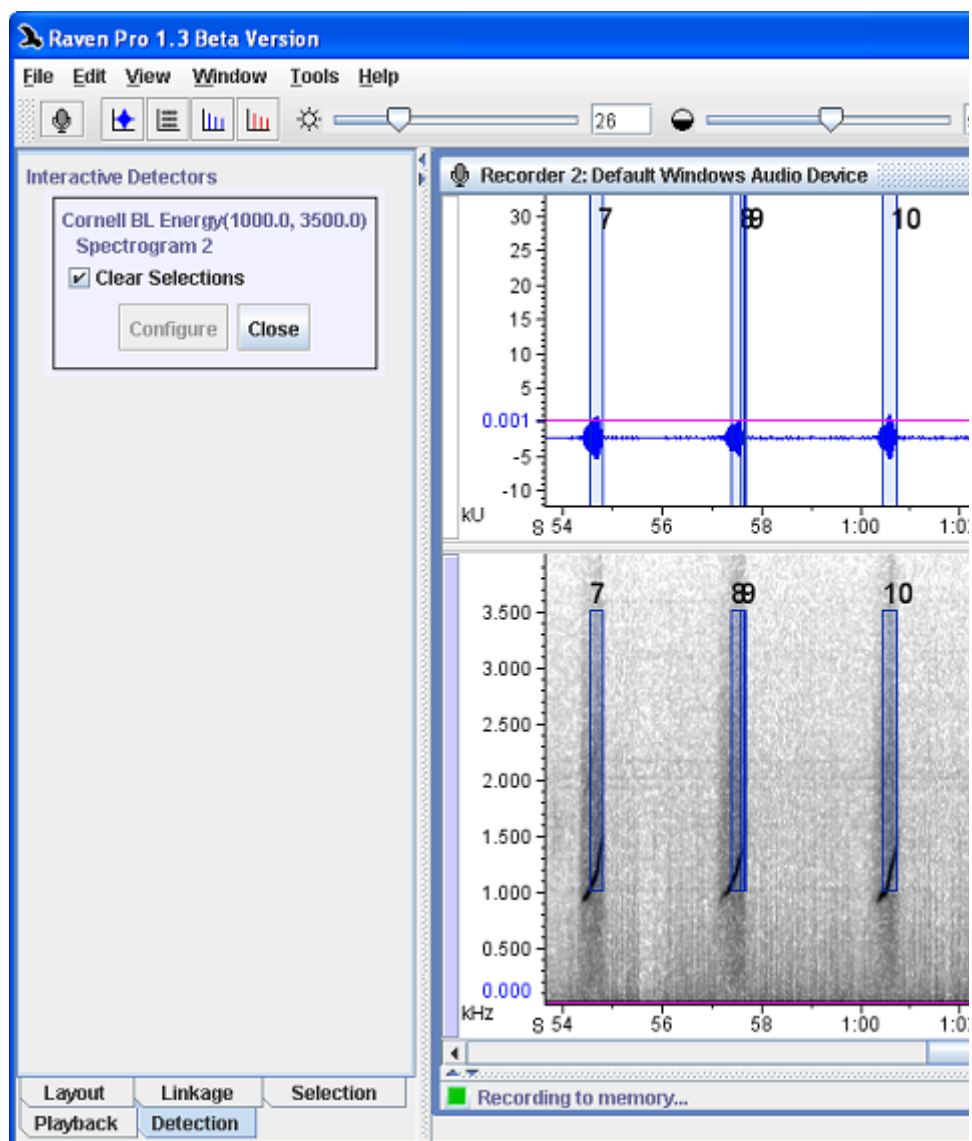 Raven Pro 1.3 Beta Version
File Edit View Window Tools Help
26
Interactive Detectors
Cornell BL Energy(1000.0, 3500.0)
Spectrogram 2
Clear Selections
Configure Close
Recorder 2: Default Windows Audio Device
7 8 9 10
30
25
20
15
10
5
0.001
-5
-10
kU
S 54 56 58 1:00
7 8 9 10
3.500
3.000
2.500
2.000
1.500
1.000
0.500
0.000
kHz
S 54 56 58 1:00
Layout Linkage Selection
Playback Detection
Recording to memory...